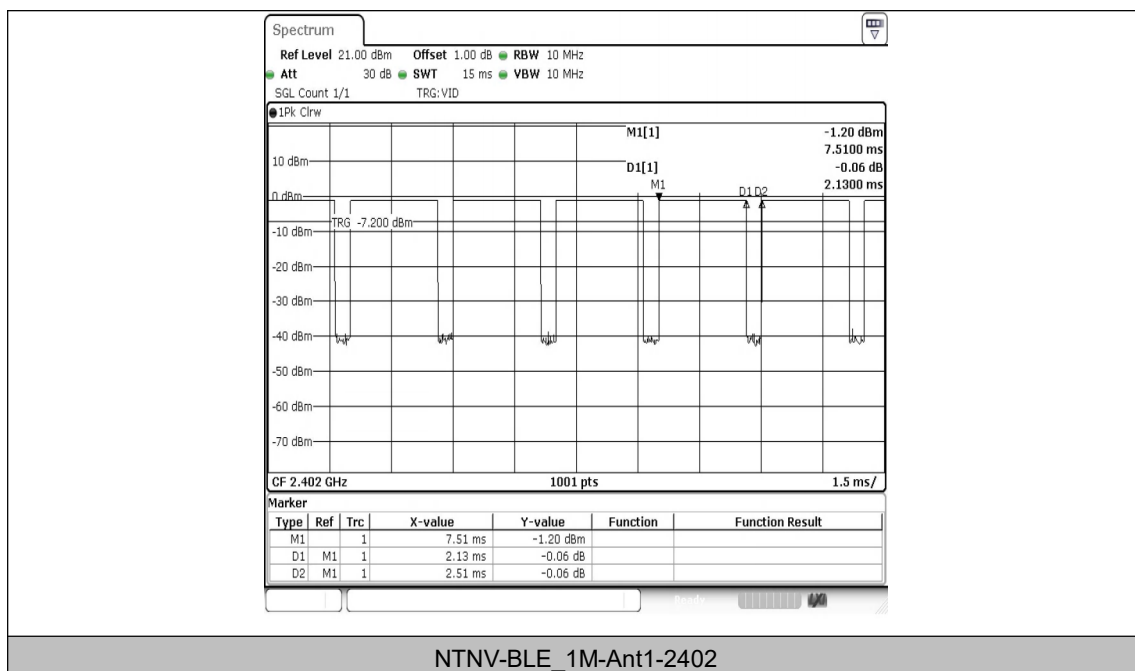 Spectrum
Ref Level 21.00 dBm Offset 1.00 dB RBW 10 MHz
Att 30 dB SWT 15 ms VBW 10 MHz
SGL Count 1/1 TRG:VID
1Pk Clrw
M1[1] -1.20 dBm
7.5100 ms
10 dBm D1[1] -0.06 dB
2.1300 ms
M1
D1 D2
0 dBm
TRG -7.200 dBm
-10 dBm
-20 dBm
-30 dBm
-40 dBm
-50 dBm
-60 dBm
-70 dBm
CF 2.402 GHz 1001 pts 1.5 ms/
Marker
Type Ref Trc X-value Y-value Function Function Result
M1 1 7.51 ms -1.20 dBm
D1 M1 1 2.13 ms -0.06 dB
D2 M1 1 2.51 ms -0.06 dB
Ready
NTNV-BLE_1M-Ant1-2402